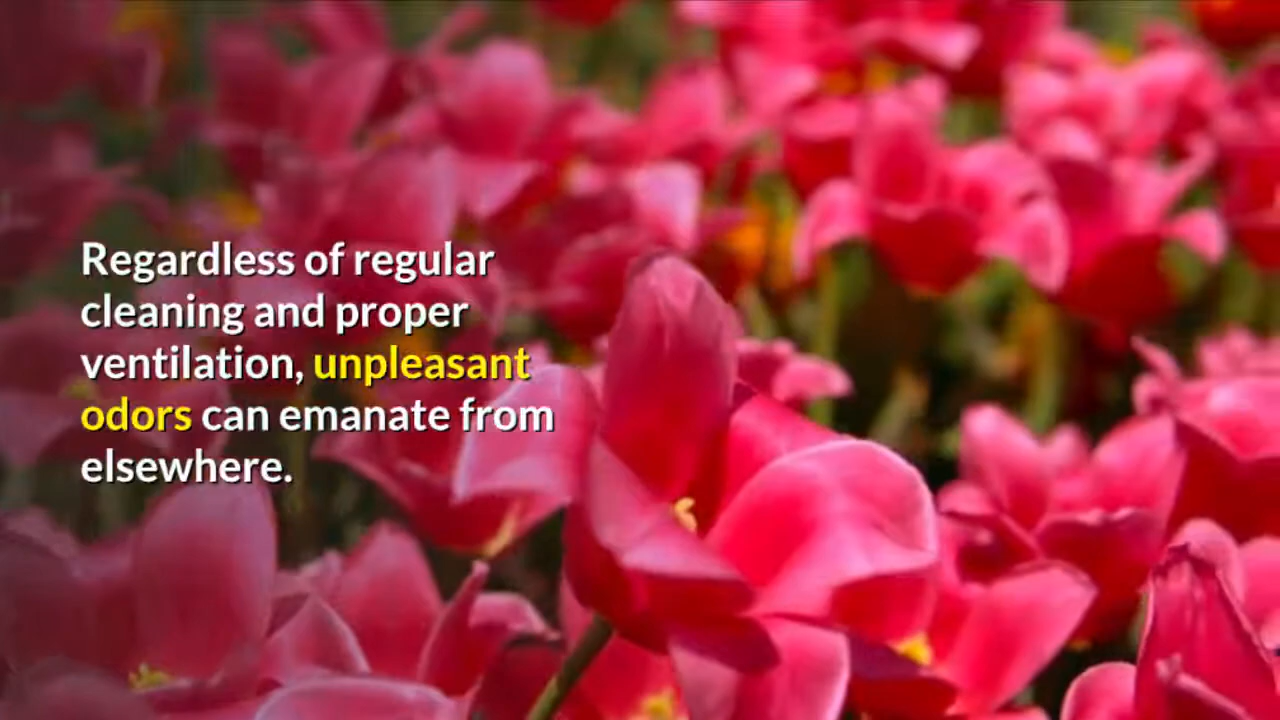 Regardless of regular
cleaning and proper
ventilation, unpleasant
odors can emanate from
elsewhere.